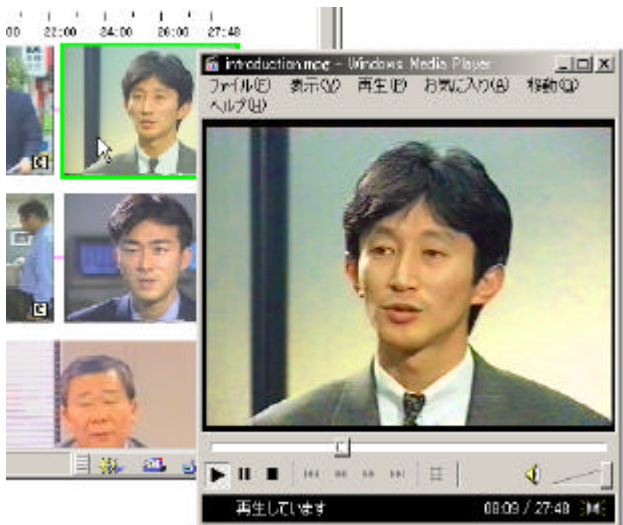 00 22:00 24:00 26:00 27:48
introduction.mpg - Windows Media Player
ファイル(F) 表示(V) 再生(P) お気に入り(A) 移動(G)
ヘルプ(H)
C
C
再生しています 08:09 / 27:48